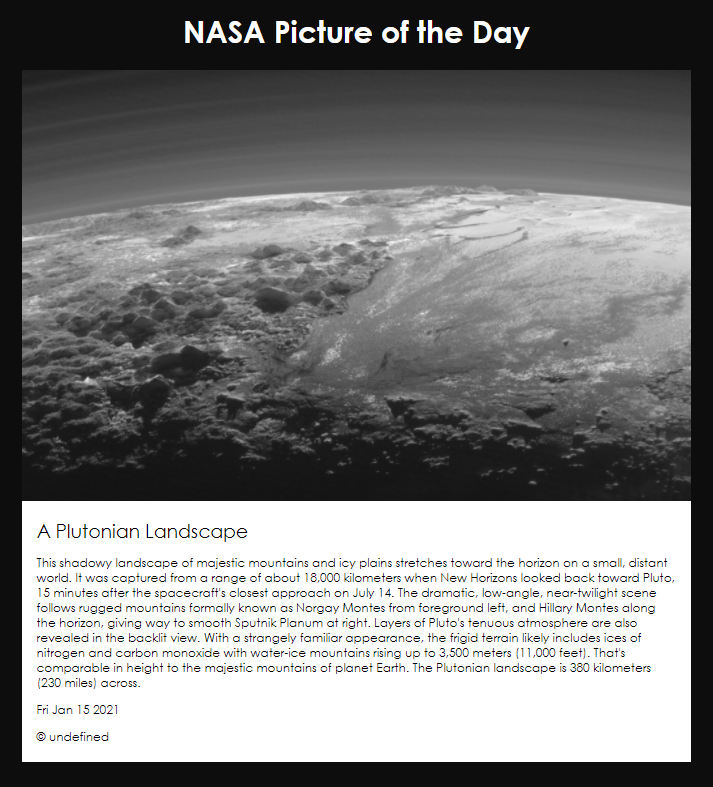 NASA Picture of the Day
A Plutonian Landscape
This shadowy landscape of majestic mountains and icy plains stretches toward the horizon on a small, distant
world. It was captured from a range of about 18,000 kilometers when New Horizons looked back toward Pluto,
15 minutes after the spacecraft's closest approach on July 14. The dramatic, low-angle, near-twilight scene
follows rugged mountains formally known as Norgay Montes from foreground left, and Hillary Montes along
the horizon, giving way to smooth Sputnik Planum at right. Layers of Pluto's tenuous atmosphere are also
revealed in the backlit view. With a strangely familiar appearance, the frigid terrain likely includes ices of
nitrogen and carbon monoxide with water-ice mountains rising up to 3,500 meters (11,000 feet). That's
comparable in height to the majestic mountains of planet Earth. The Plutonian landscape is 380 kilometers
(230 miles) across.
Fri Jan 15 2021
© undefined